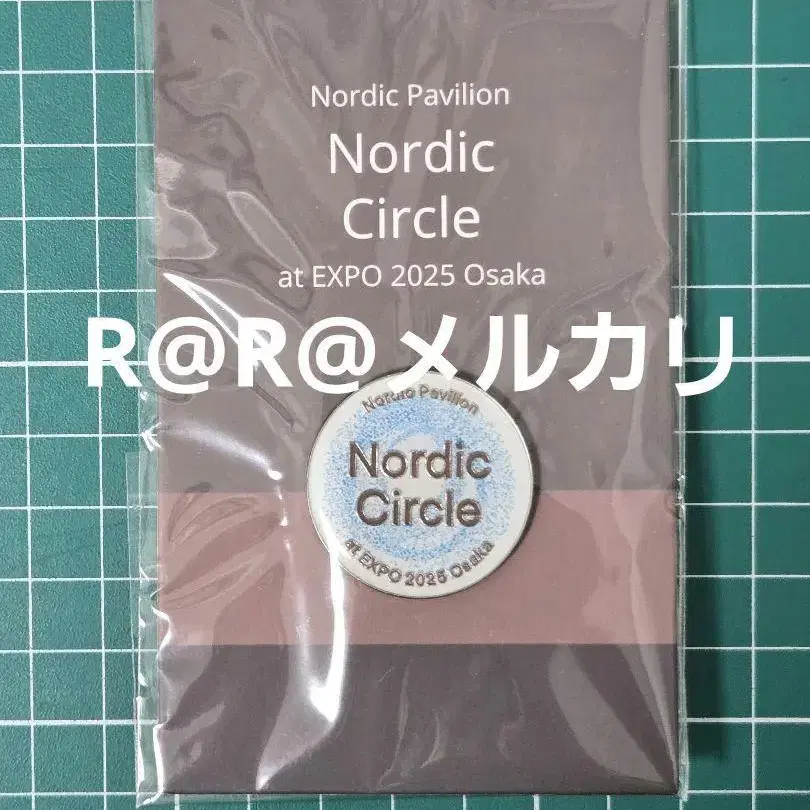 Nordic Pavilion
Nordic
Circle
at EXPO 2025 Osaka
R@R@メルカリ
Nordic Pavilion
Nordic
Circle
at EXPO 2025 Osaka